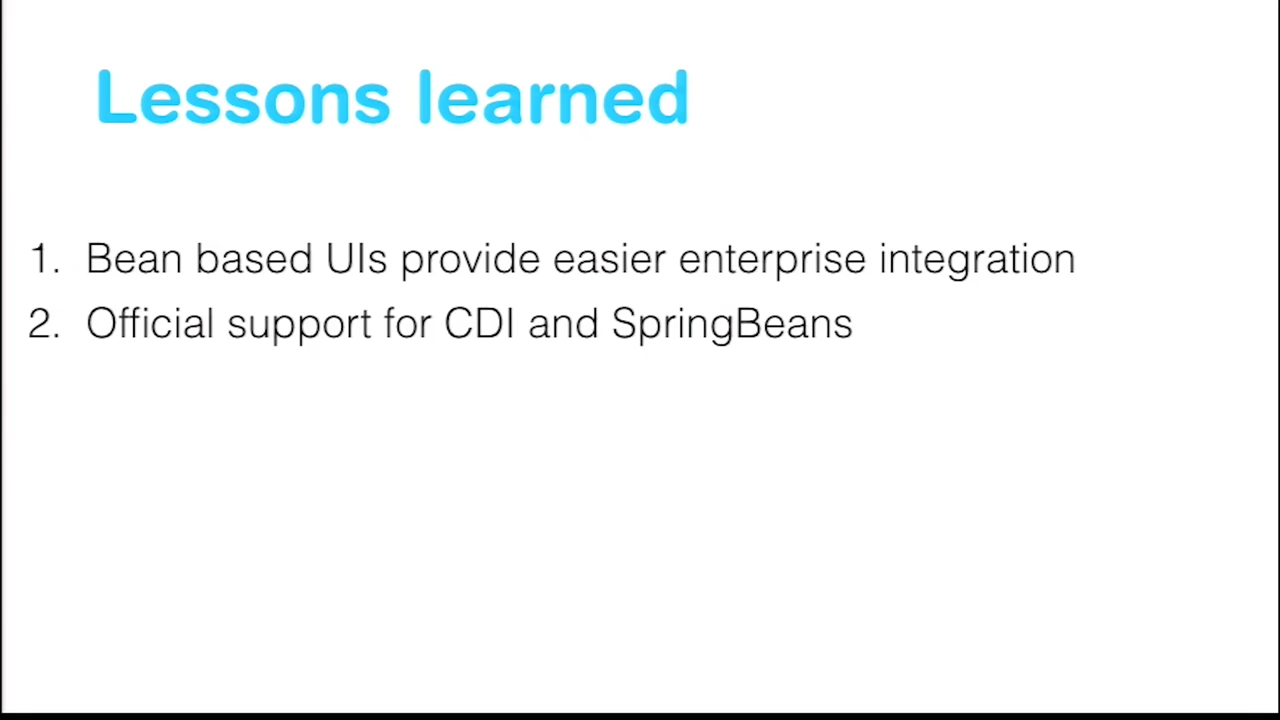 Lessons learned
1. Bean based UIs provide easier enterprise integration
2. Official support for CDI and SpringBeans